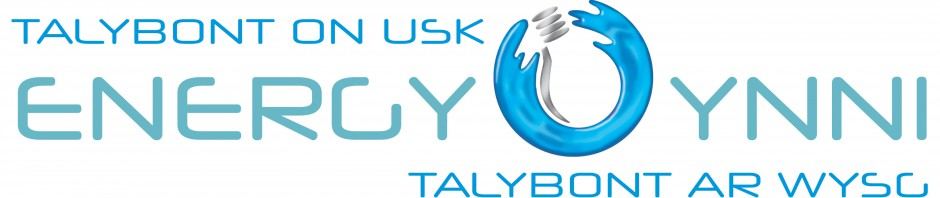 TALYBONT ON USK
ENERGY YNNI
TALYBONT AR WYSG